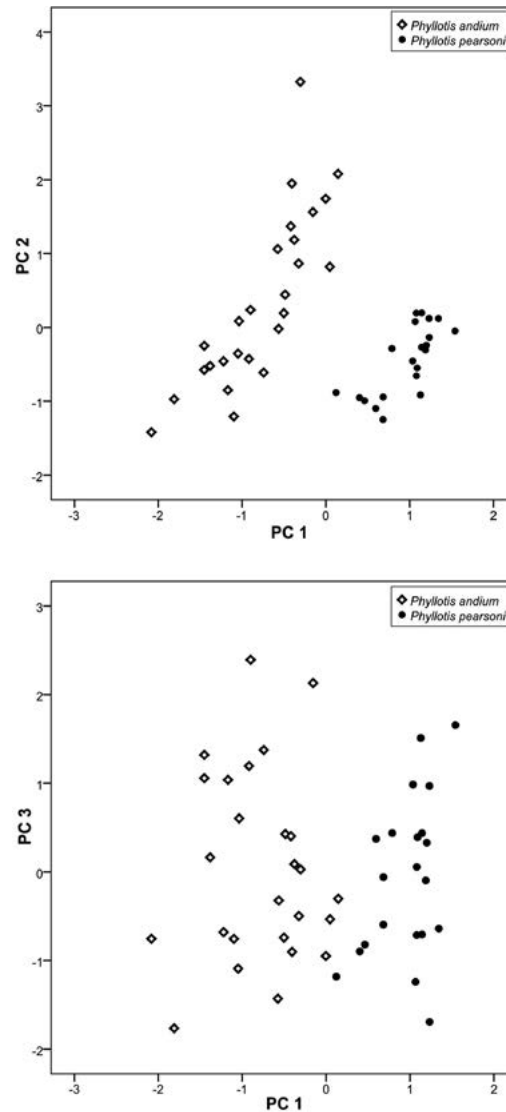 Phyllotis andium
Phyllotis pearsoni
4
3
2
1
0
-1
-2
PC 2
-3 -2 -1 0 1 2
PC 1
Phyllotis andium
Phyllotis pearsoni
3
2
1
0
-1
-2
PC 3
-3 -2 -1 0 1 2
PC 1